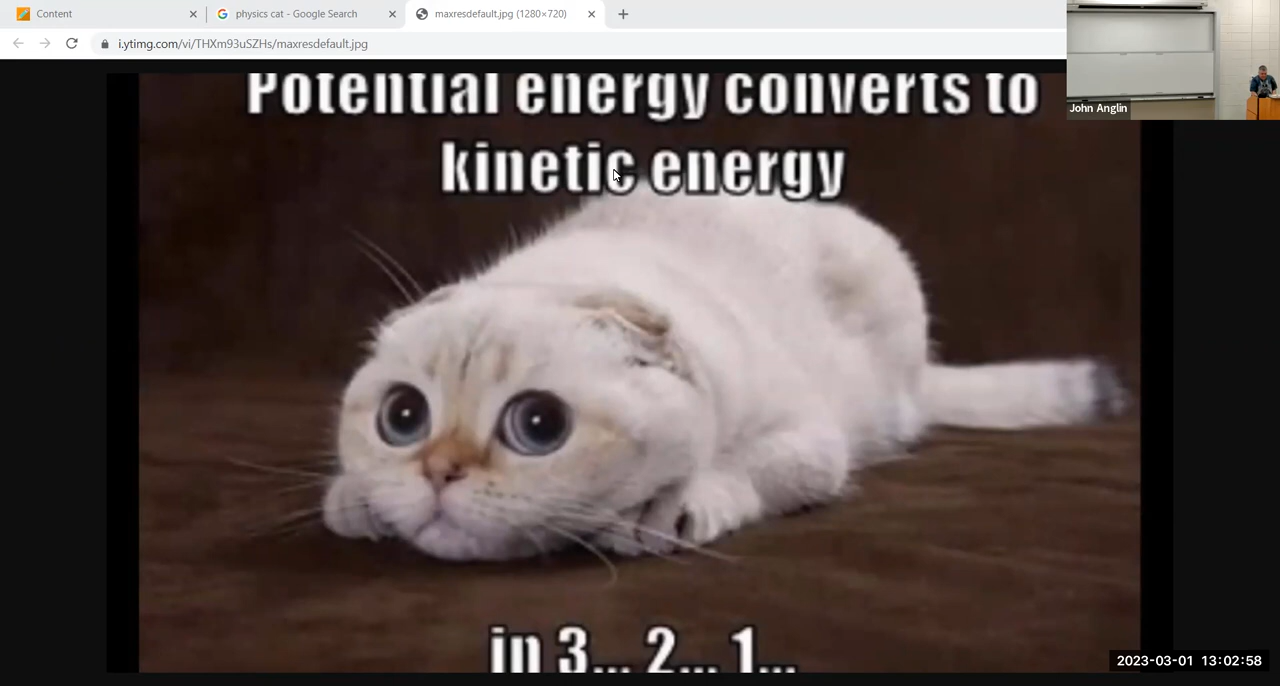 Content
physics cat - Google Search
maxresdefault.jpg (1280×720)
i.ytimg.com/vi/THXm93uSZHs/maxresdefault.jpg
John Anglin
Potential energy converts to
kinetic energy
in 3... 2... 1...
2023-03-01 13:02:58